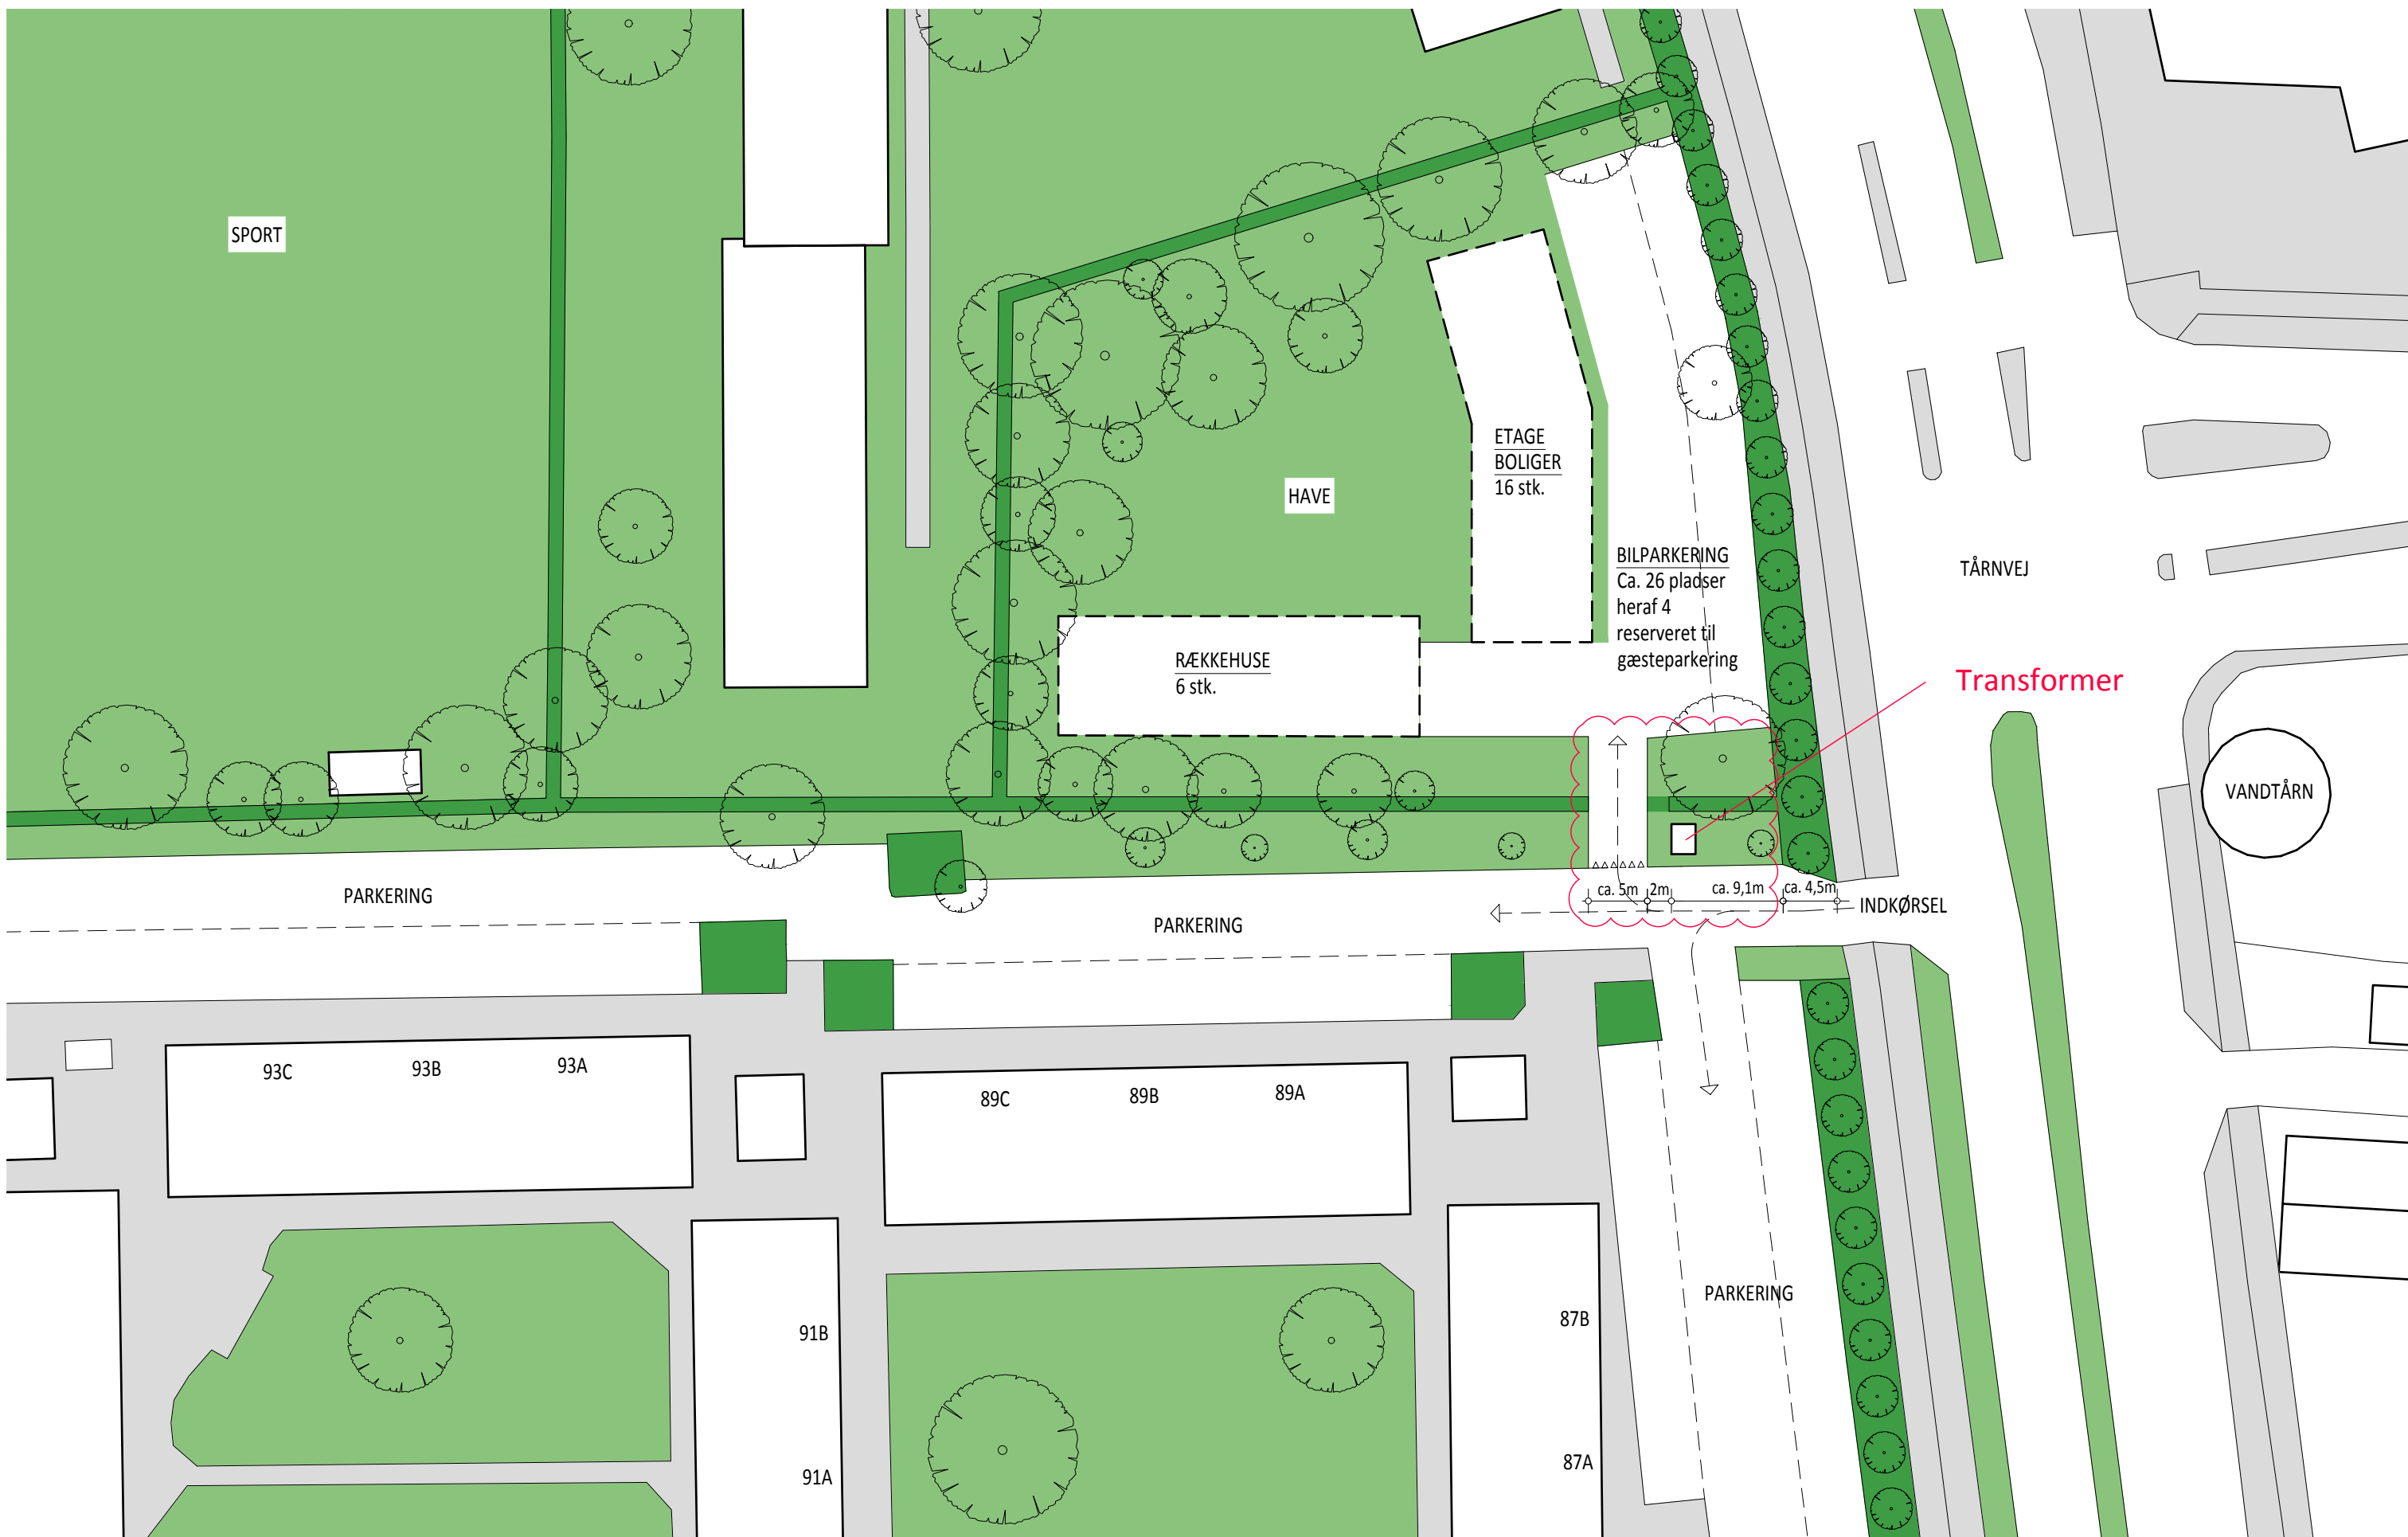 SPORT
ETAGE
BOLIGER
16 stk.
HAVE
BILPARKERING
Ca. 26 pladser
heraf 4
reserveret til
gæsteparkering
TÅRNVEJ
RÆKKEHUSE
6 stk.
Transformer
VANDTÅRN
PARKERING
PARKERING
ca. 5m
2m
ca. 9,1m
ca. 4,5m
INDKØRSEL
93C
93B
93A
89C
89B
89A
PARKERING
91B
87B
91A
87A